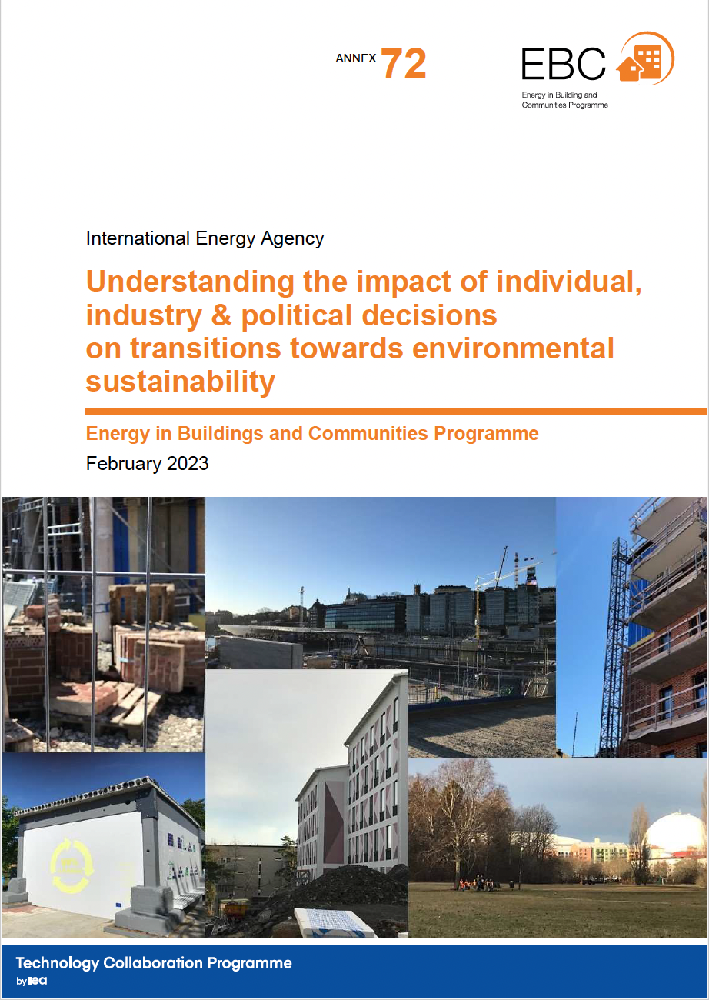 ANNEX 72
EBC
Energy in Building and
Communities Programme
International Energy Agency
Understanding the impact of individual,
industry & political decisions
on transitions towards environmental
sustainability
Energy in Buildings and Communities Programme
February 2023
Technology Collaboration Programme
by iea